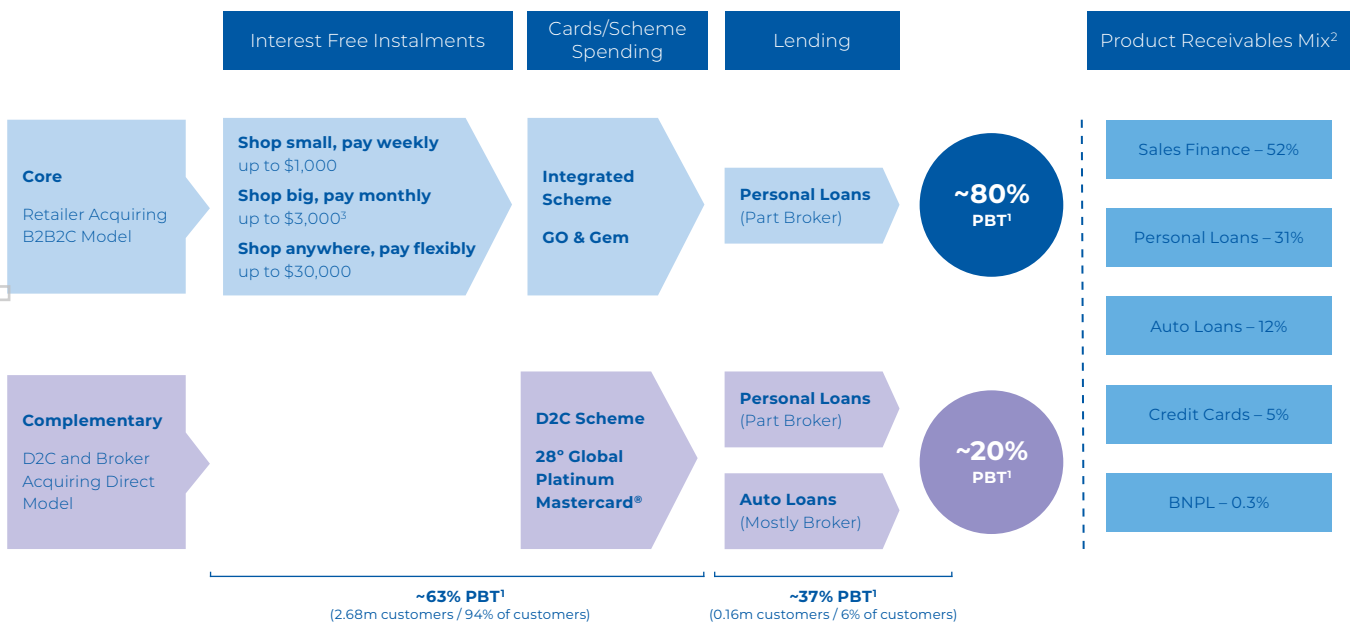 Interest Free Instalments
Cards/Scheme
Spending
Lending
Product Receivables Mix²
Core
Retailer Acquiring
B2B2C Model
Shop small, pay weekly
up to $1,000
Shop big, pay monthly
up to $3,000³
Shop anywhere, pay flexibly
up to $30,000
Integrated
Scheme
GO & Gem
Personal Loans
(Part Broker)
~80%
PBT¹
Complementary
D2C and Broker
Acquiring Direct
Model
D2C Scheme
28º Global
Platinum
Mastercard®
Personal Loans
(Part Broker)
Auto Loans
(Mostly Broker)
~20%
PBT¹
Sales Finance – 52%
Personal Loans – 31%
Auto Loans – 12%
Credit Cards – 5%
BNPL – 0.3%
~63% PBT¹
(2.68m customers / 94% of customers)
~37% PBT¹
(0.16m customers / 6% of customers)